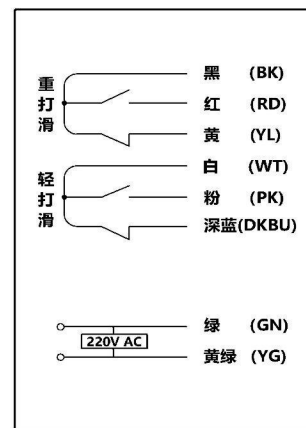 重打滑
黑 (BK)
红 (RD)
黄 (YL)
轻打滑
白 (WT)
粉 (PK)
深蓝(DKBU)
绿 (GN)
220V AC
黄绿 (YG)